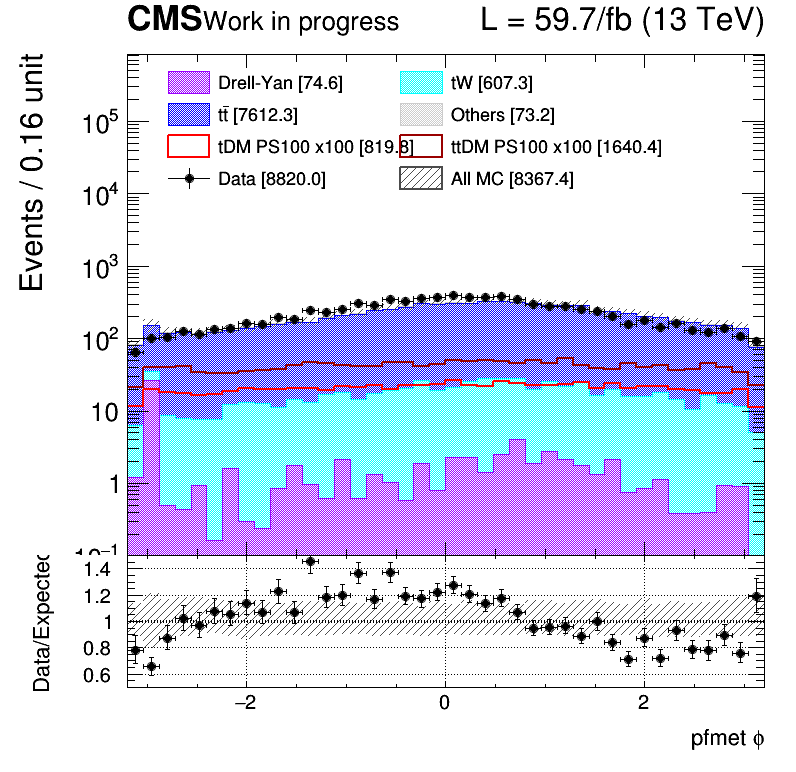 CMS Work in progress L = 59.7/fb (13 TeV)
Events / 0.16 unit
Drell-Yan [74.6] tW [607.3]
tt̄ [7612.3] Others [73.2]
tDM PS100 x100 [819.8] ttDM PS100 x100 [1640.4]
Data [8820.0] All MC [8367.4]
10⁵
10⁴
10³
10²
10
1
10⁻¹
Data/Expected
1.4
1.2
1
0.8
0.6
−2 0 2
pfmet ϕ